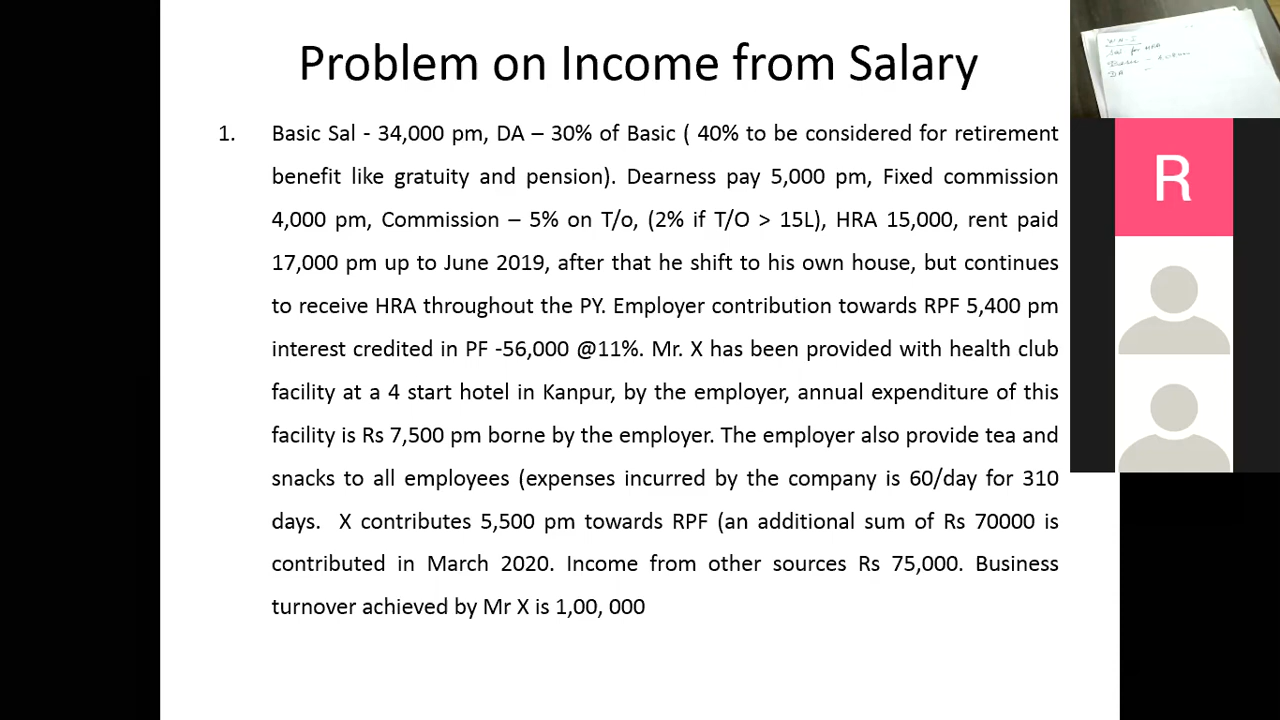 Problem on Income from Salary
1. Basic Sal - 34,000 pm, DA – 30% of Basic ( 40% to be considered for retirement
benefit like gratuity and pension). Dearness pay 5,000 pm, Fixed commission
4,000 pm, Commission – 5% on T/o, (2% if T/O > 15L), HRA 15,000, rent paid
17,000 pm up to June 2019, after that he shift to his own house, but continues
to receive HRA throughout the PY. Employer contribution towards RPF 5,400 pm
interest credited in PF -56,000 @11%. Mr. X has been provided with health club
facility at a 4 start hotel in Kanpur, by the employer, annual expenditure of this
facility is Rs 7,500 pm borne by the employer. The employer also provide tea and
snacks to all employees (expenses incurred by the company is 60/day for 310
days. X contributes 5,500 pm towards RPF (an additional sum of Rs 70000 is
contributed in March 2020. Income from other sources Rs 75,000. Business
turnover achieved by Mr X is 1,00, 000
for HRA
DA
R